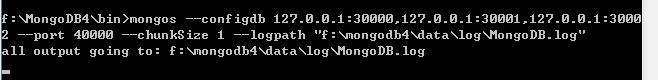 f:\MongoDB4\bin>mongos --configdb 127.0.0.1:30000,127.0.0.1:30001,127.0.0.1:3000
2 --port 40000 --chunkSize 1 --logpath "f:\mongodb4\data\log\MongoDB.log"
all output going to: f:\mongodb4\data\log\MongoDB.log